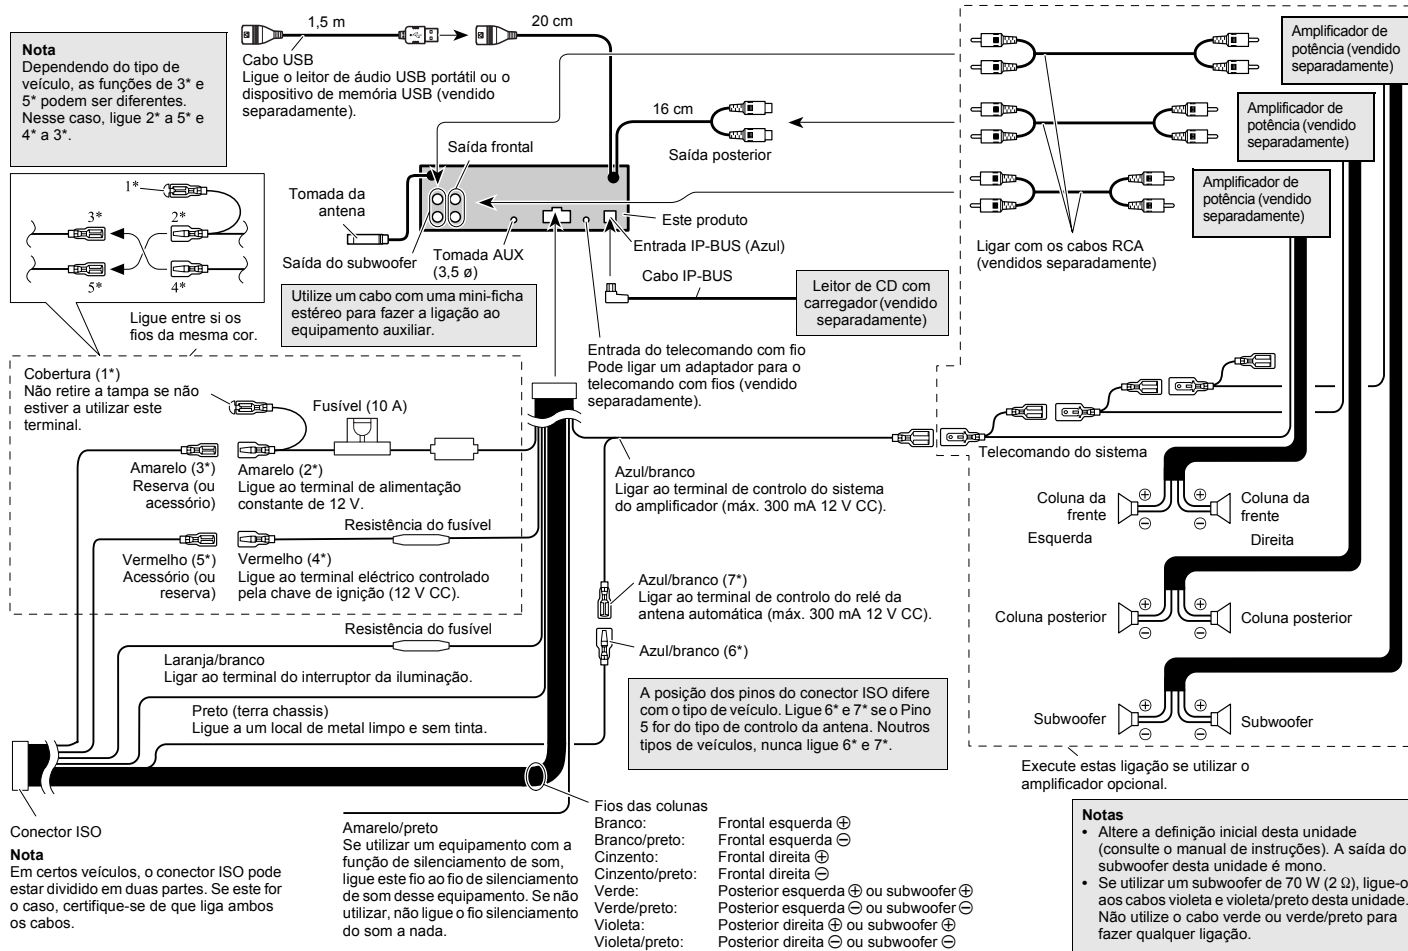 Nota
Dependendo do tipo de
veículo, as funções de 3* e
5* podem ser diferentes.
Nesse caso, ligue 2* a 5* e
4* a 3*.
1,5 m
20 cm
Cabo USB
Ligue o leitor de áudio USB portátil ou o
dispositivo de memória USB (vendido
separadamente).
16 cm
Saída posterior
Saída frontal
Tomada da
antena
Saída do subwoofer
Tomada AUX
(3,5 ø)
Este produto
Entrada IP-BUS (Azul)
Cabo IP-BUS
Utilize um cabo com uma mini-ficha
estéreo para fazer a ligação ao
equipamento auxiliar.
Leitor de CD com
carregador (vendido
separadamente)
Entrada do telecomando com fio
Pode ligar um adaptador para o
telecomando com fios (vendido
separadamente).
Amplificador de
potência (vendido
separadamente)
Amplificador de
potência (vendido
separadamente)
Amplificador de
potência (vendido
separadamente)
Ligar com os cabos RCA
(vendidos separadamente)
1*
3*
2*
5*
4*
Ligue entre si os
fios da mesma cor.
Cobertura (1*)
Não retire a tampa se não
estiver a utilizar este
terminal.
Fusível (10 A)
Amarelo (3*)
Reserva (ou
acessório)
Amarelo (2*)
Ligue ao terminal de alimentação
constante de 12 V.
Resistência do fusível
Vermelho (5*)
Acessório (ou
reserva)
Vermelho (4*)
Ligue ao terminal eléctrico controlado
pela chave de ignição (12 V CC).
Resistência do fusível
Laranja/branco
Ligar ao terminal do interruptor da iluminação.
Preto (terra chassis)
Ligue a um local de metal limpo e sem tinta.
Azul/branco
Ligar ao terminal de controlo do sistema
do amplificador (máx. 300 mA 12 V CC).
Azul/branco (7*)
Ligar ao terminal de controlo do relé da
antena automática (máx. 300 mA 12 V CC).
Azul/branco (6*)
A posição dos pinos do conector ISO difere
com o tipo de veículo. Ligue 6* e 7* se o Pino
5 for do tipo de controlo da antena. Noutros
tipos de veículos, nunca ligue 6* e 7*.
Telecomando do sistema
Coluna da
frente
Esquerda
⊕
⊖
⊕
⊖
Coluna da
frente
Direita
Coluna posterior
⊕
⊖
⊕
⊖
Coluna posterior
Subwoofer
⊕
⊖
⊕
⊖
Subwoofer
Execute estas ligação se utilizar o
amplificador opcional.
Conector ISO
Nota
Em certos veículos, o conector ISO pode
estar dividido em duas partes. Se este for
o caso, certifique-se de que liga ambos
os cabos.
Amarelo/preto
Se utilizar um equipamento com a
função de silenciamento de som,
ligue este fio ao fio de silenciamento
de som desse equipamento. Se não
utilizar, não ligue o fio silenciamento
do som a nada.
Fios das colunas
Branco: Frontal esquerda ⊕
Branco/preto: Frontal esquerda ⊖
Cinzento: Frontal direita ⊕
Cinzento/preto: Frontal direita ⊖
Verde: Posterior esquerda ⊕ ou subwoofer ⊕
Verde/preto: Posterior esquerda ⊖ ou subwoofer ⊖
Violeta: Posterior direita ⊕ ou subwoofer ⊕
Violeta/preto: Posterior direita ⊖ ou subwoofer ⊖
Notas
• Altere a definição inicial desta unidade
(consulte o manual de instruções). A saída do
subwoofer desta unidade é mono.
• Se utilizar um subwoofer de 70 W (2 Ω), ligue-o
aos cabos violeta e violeta/preto desta unidade.
Não utilize o cabo verde ou verde/preto para
fazer qualquer ligação.